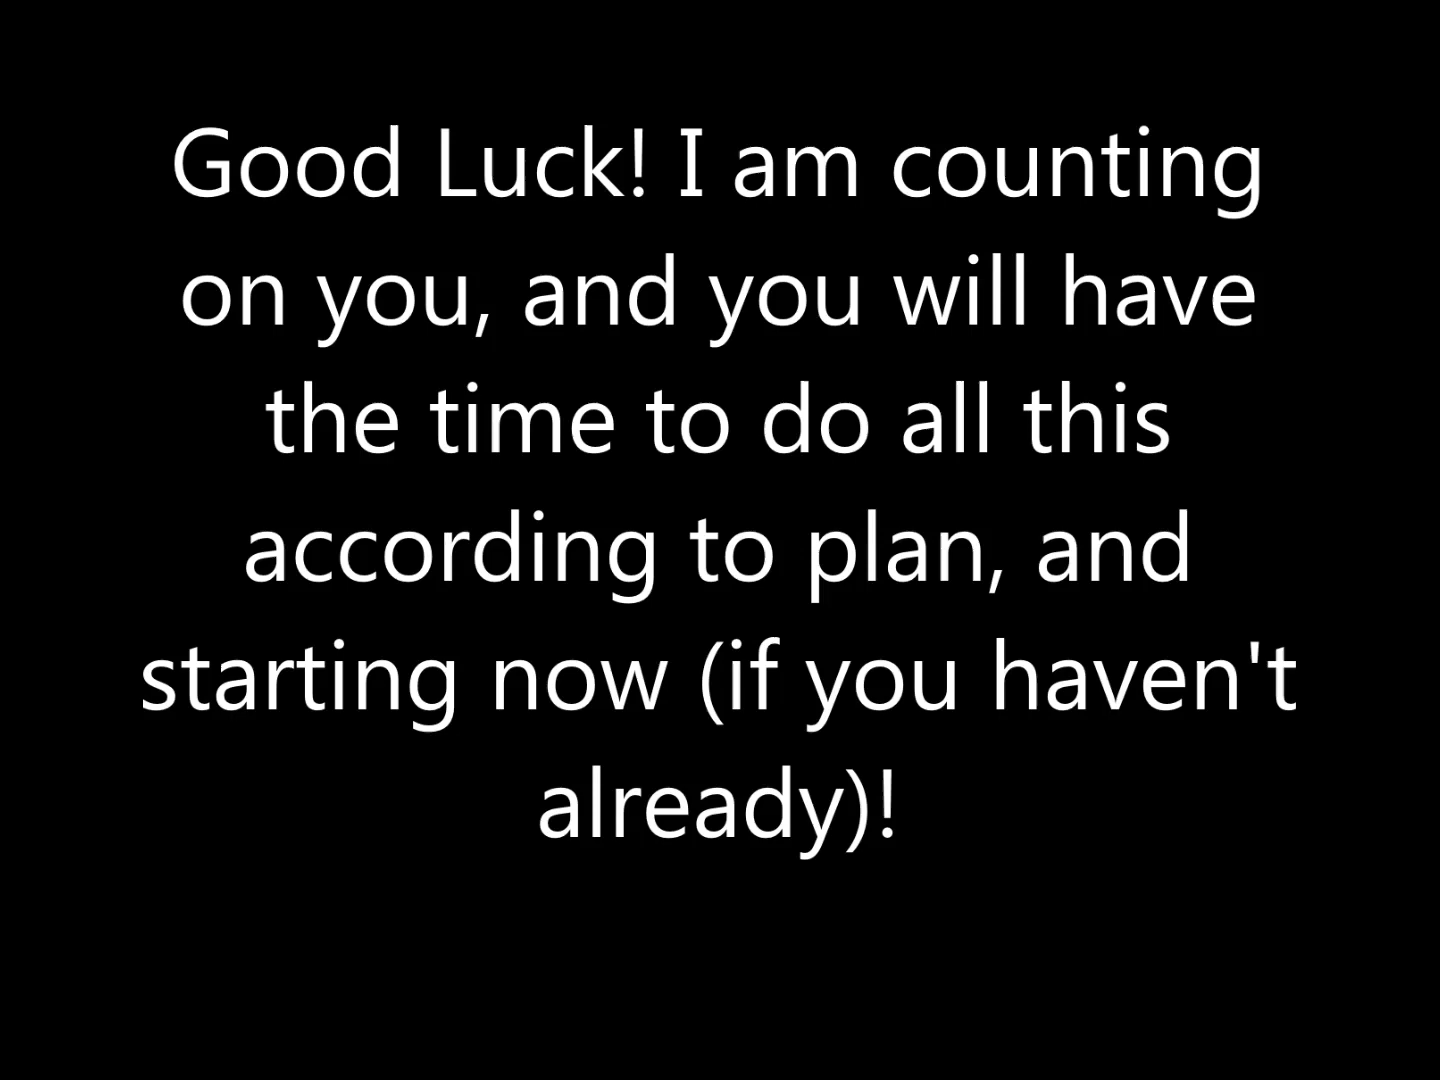 Good Luck! I am counting
on you, and you will have
the time to do all this
according to plan, and
starting now (if you haven't
already)!